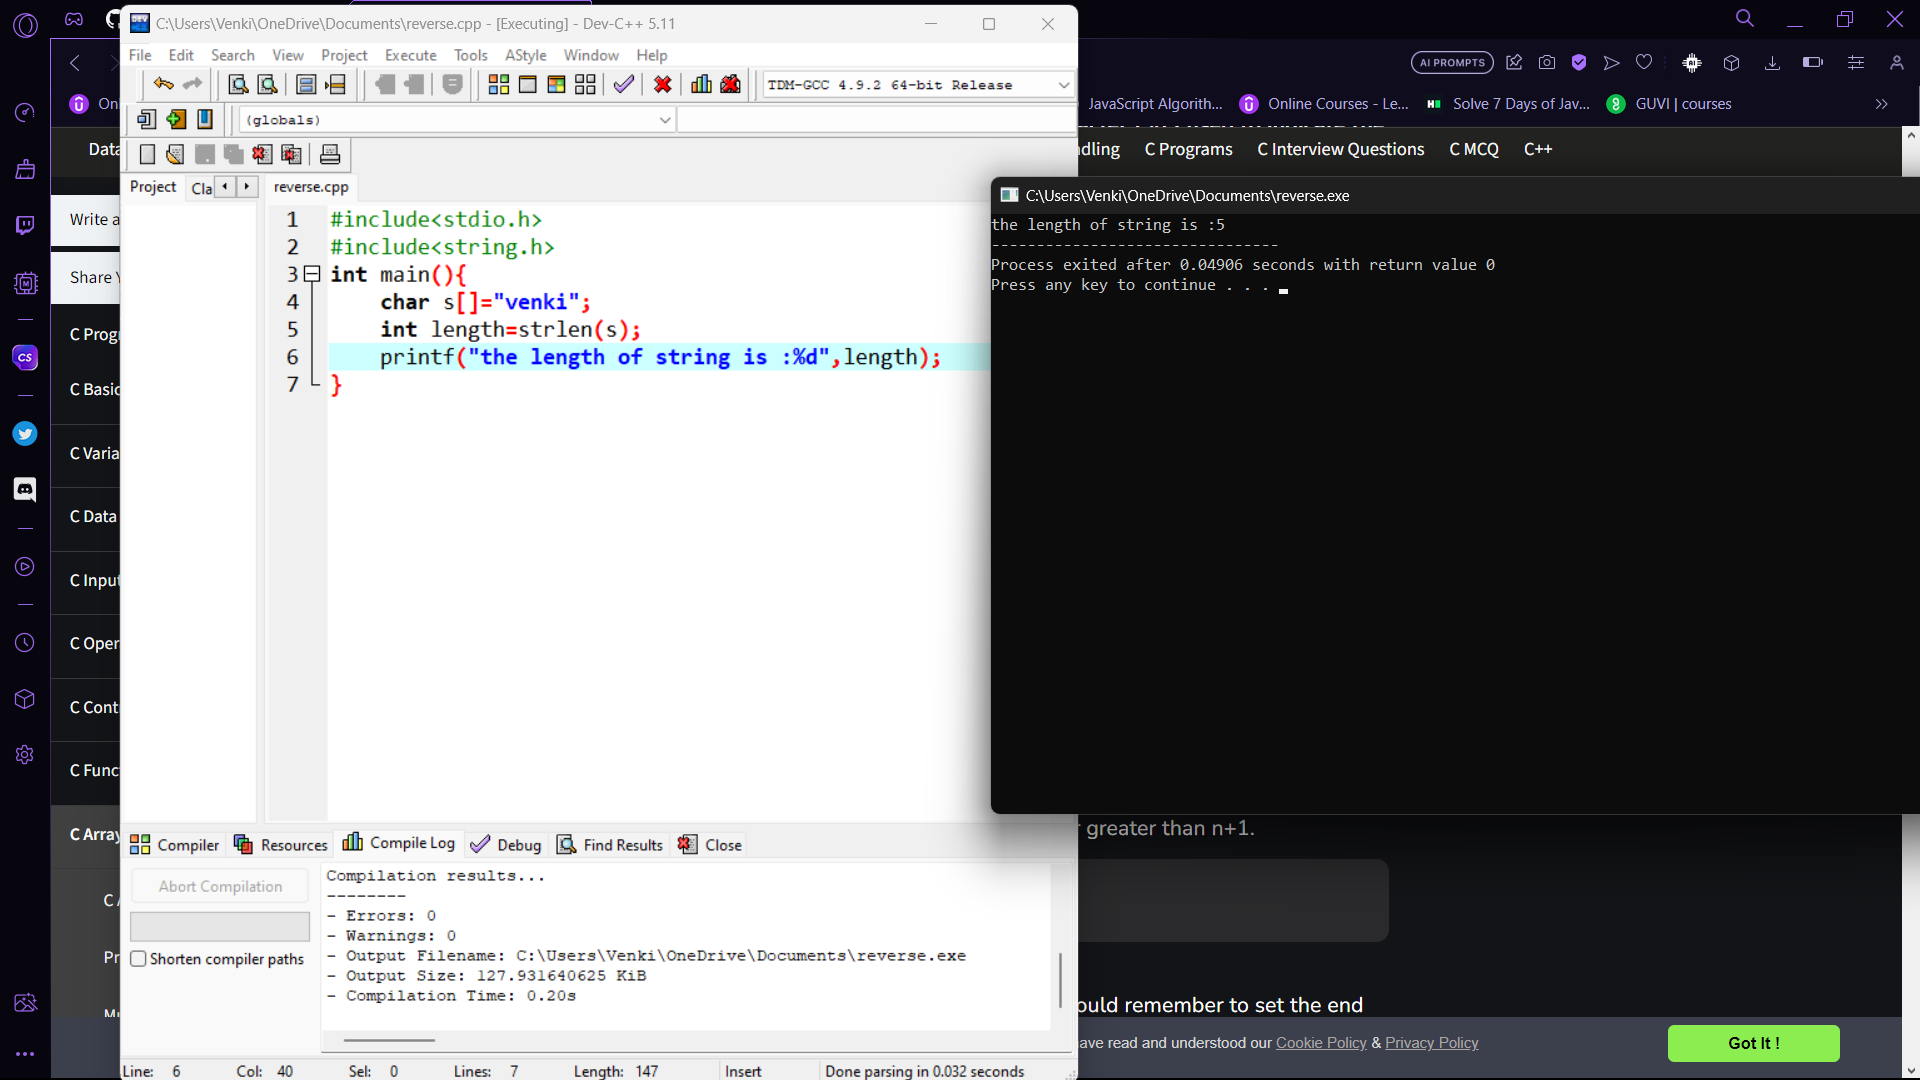 C:\Users\Venki\OneDrive\Documents\reverse.cpp - [Executing] - Dev-C++ 5.11
File Edit Search View Project Execute Tools AStyle Window Help
TDM-GCC 4.9.2 64-bit Release
(globals)
Project Cla reverse.cpp
1 #include<stdio.h>
2 #include<string.h>
3 int main(){
4 char s[]="venki";
5 int length=strlen(s);
6 printf("the length of string is :%d",length);
7 }
Compiler Resources Compile Log Debug Find Results Close
Abort Compilation
Shorten compiler paths
Compilation results...
--------
- Errors: 0
- Warnings: 0
- Output Filename: C:\Users\Venki\OneDrive\Documents\reverse.exe
- Output Size: 127.931640625 KiB
- Compilation Time: 0.20s
Line: 6 Col: 40 Sel: 0 Lines: 7 Length: 147 Insert Done parsing in 0.032 seconds
C:\Users\Venki\OneDrive\Documents\reverse.exe
the length of string is :5
--------------------------------
Process exited after 0.04906 seconds with return value 0
Press any key to continue . . .
AI PROMPTS
JavaScript Algorith... Online Courses - Le... Solve 7 Days of Jav... GUVI | courses
dling C Programs C Interview Questions C MCQ C++
Onl
Data
Write a
Share Y
C Progr
C Basic
C Varia
C Data
C Input
C Oper
C Cont
C Func
C Array
C A
Pr
Mu
greater than n+1.
ould remember to set the end
ave read and understood our Cookie Policy & Privacy Policy
Got It !
CS